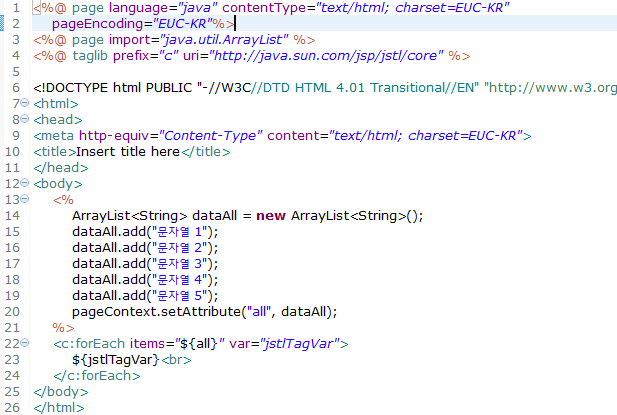 1 <%@ page language="java" contentType="text/html; charset=EUC-KR"
2     pageEncoding="EUC-KR"%>
3 <%@ page import="java.util.ArrayList" %>
4 <%@ taglib prefix="c" uri="http://java.sun.com/jsp/jstl/core" %>
5
6 <!DOCTYPE html PUBLIC "-//W3C//DTD HTML 4.01 Transitional//EN" "http://www.w3.org
7 <html>
8 <head>
9 <meta http-equiv="Content-Type" content="text/html; charset=EUC-KR">
10 <title>Insert title here</title>
11 </head>
12 <body>
13     <%
14         ArrayList<String> dataAll = new ArrayList<String>();
15         dataAll.add("문자열 1");
16         dataAll.add("문자열 2");
17         dataAll.add("문자열 3");
18         dataAll.add("문자열 4");
19         dataAll.add("문자열 5");
20         pageContext.setAttribute("all", dataAll);
21     %>
22     <c:forEach items="${all}" var="jstlTagVar">
23         ${jstlTagVar}<br>
24     </c:forEach>
25 </body>
26 </html>